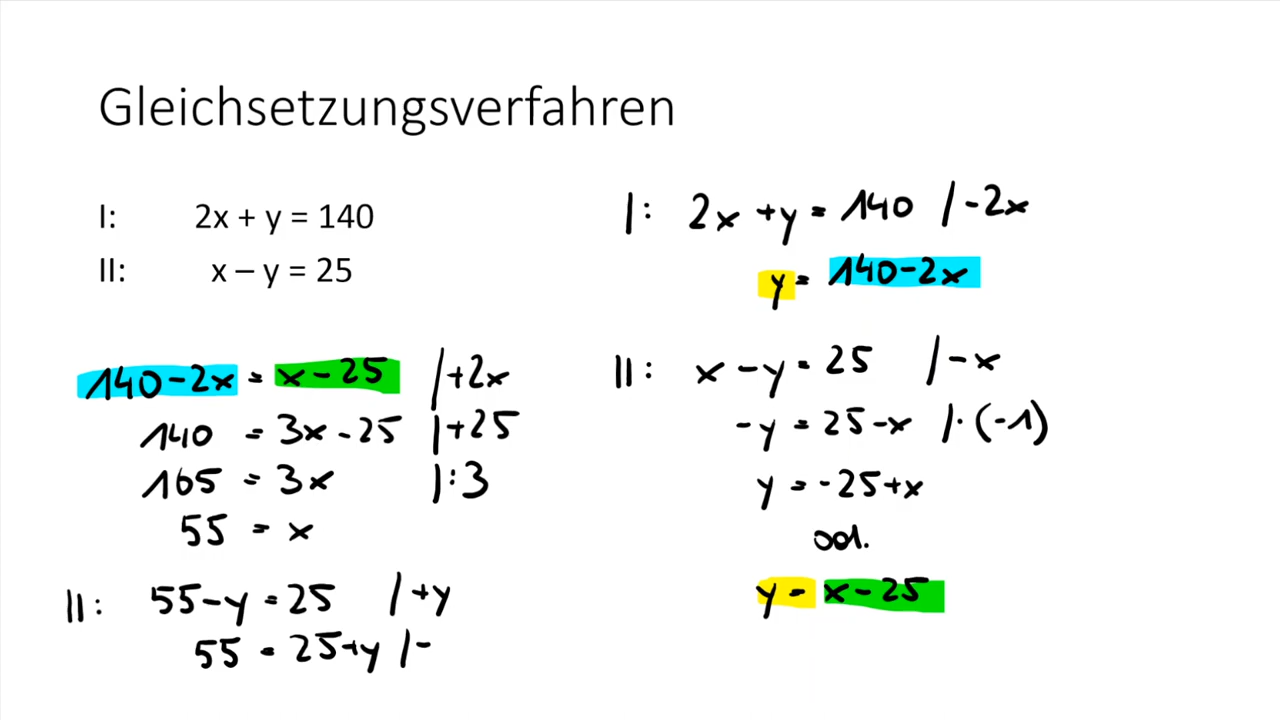 Gleichsetzungsverfahren
I: 2x + y = 140
II: x – y = 25
140-2x = x-25 |+2x
140 = 3x-25 |+25
165 = 3x |:3
55 = x
II: 55-y = 25 |+y
55 = 25+y |-
I: 2x+y = 140 |-2x
y = 140-2x
II: x-y = 25 |-x
-y = 25-x |·(-1)
y = -25+x
od.
y = x-25